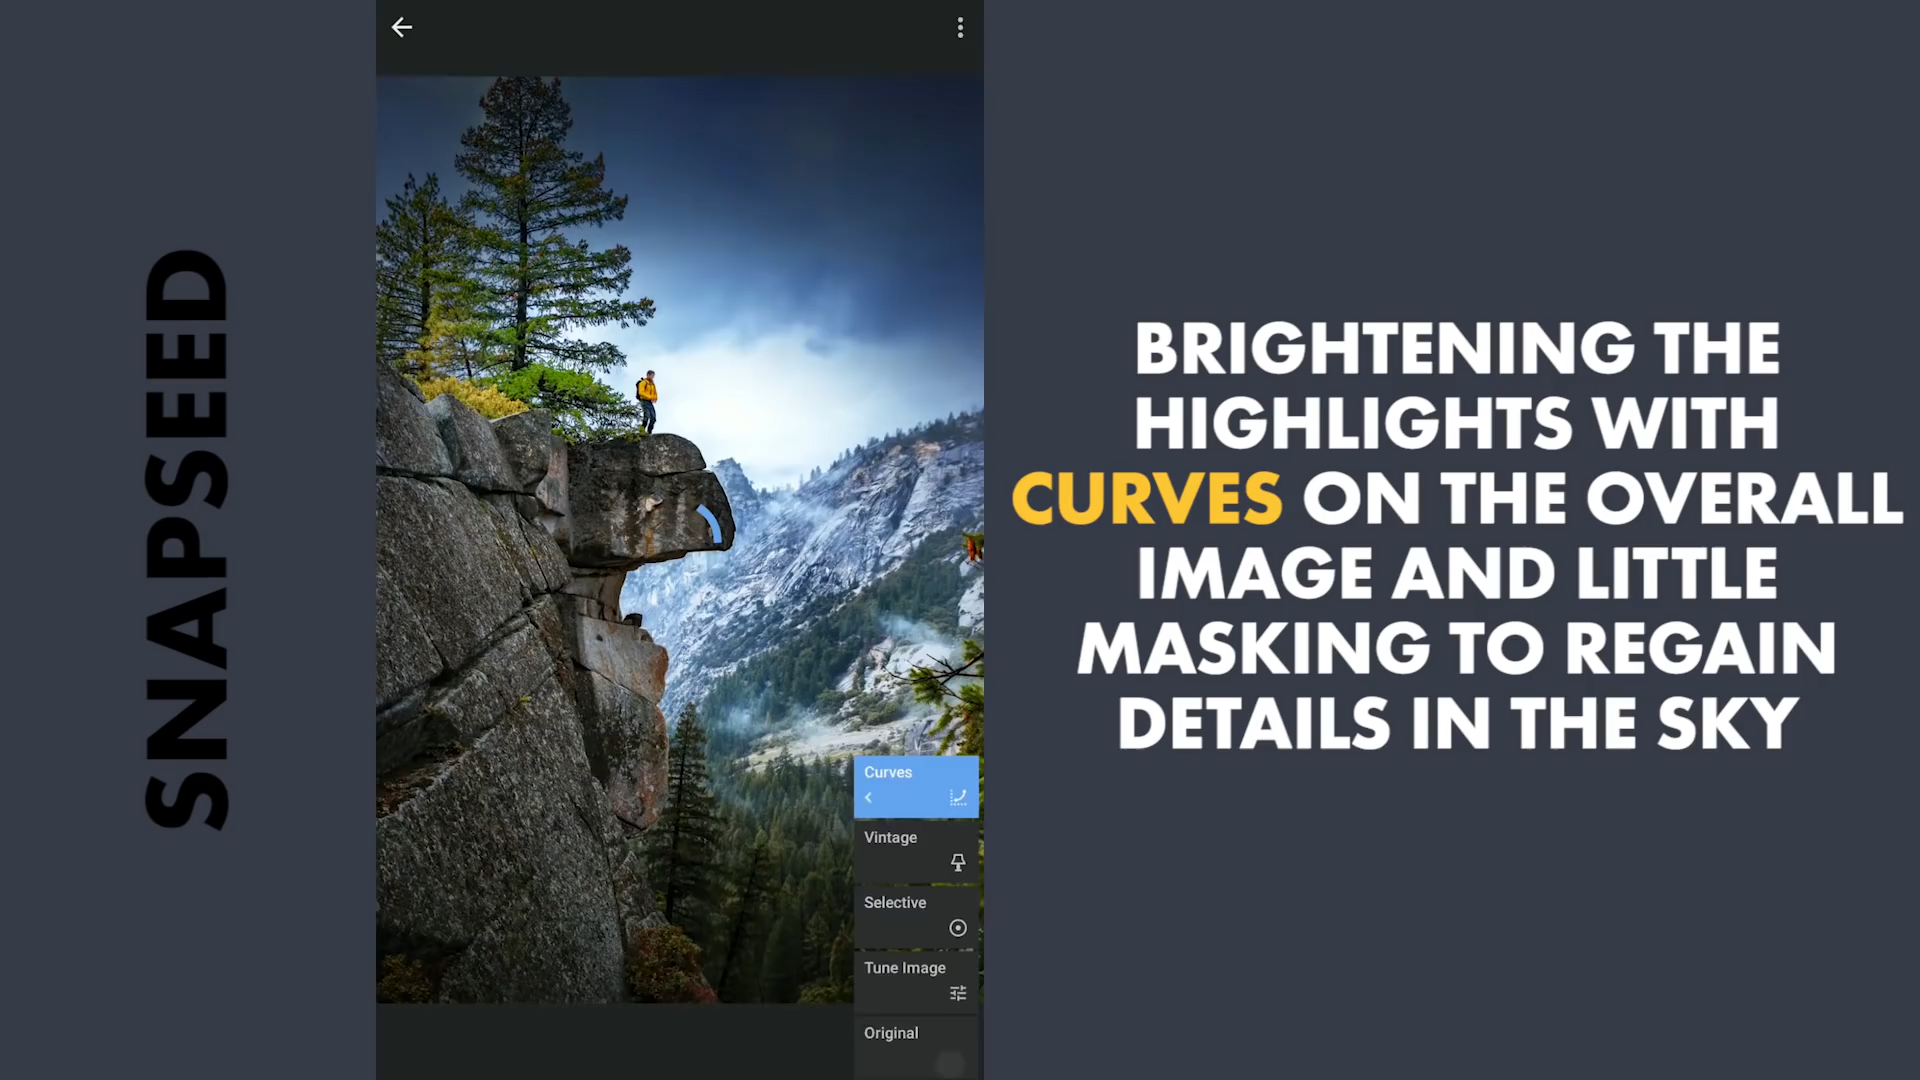 SNAPSEED
Curves
Vintage
Selective
Tune Image
Original
BRIGHTENING THE
HIGHLIGHTS WITH
CURVES ON THE OVERALL
IMAGE AND LITTLE
MASKING TO REGAIN
DETAILS IN THE SKY